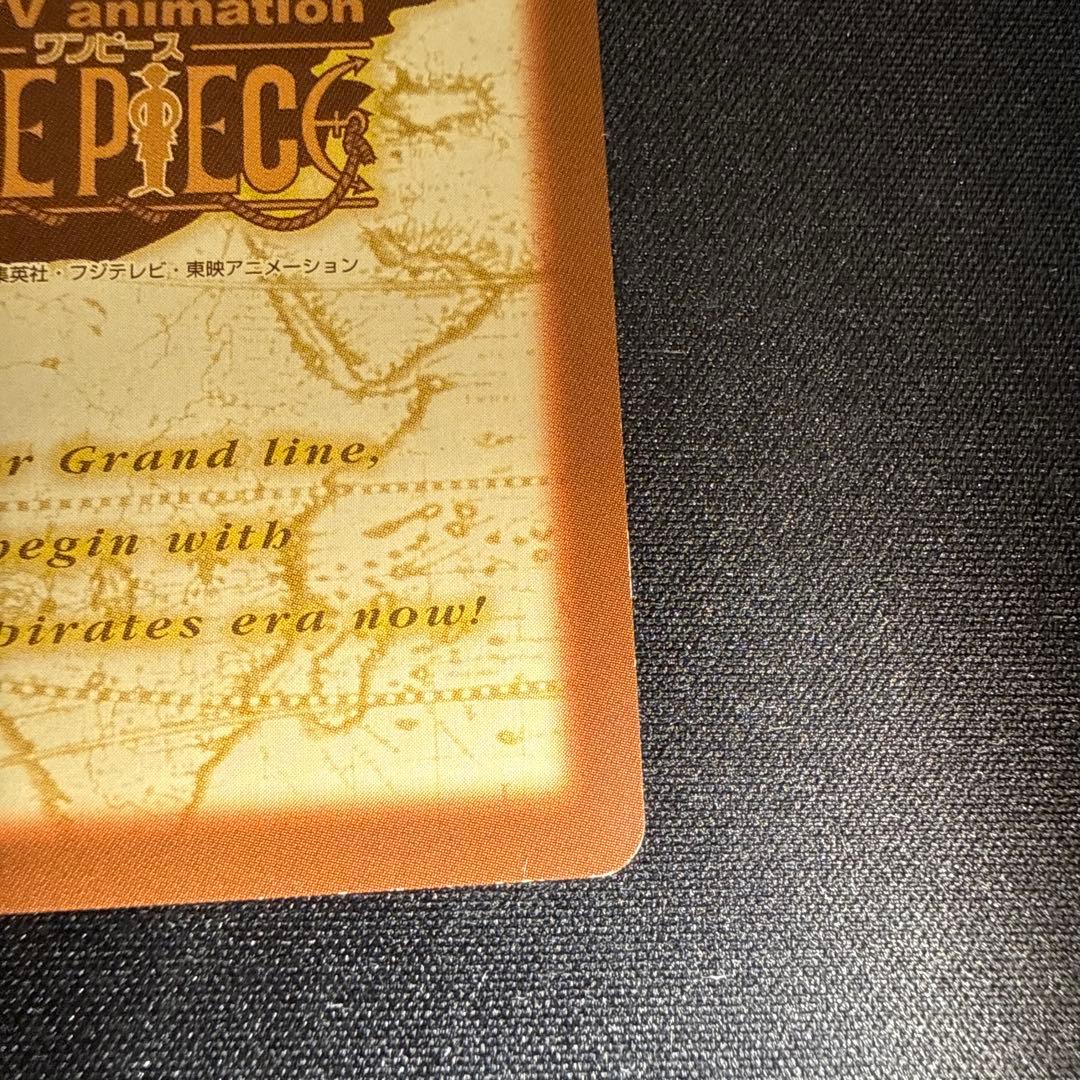 V animation
ワンピース
E PIECE
集英社・フジテレビ・東映アニメーション
r Grand line,
begin with
pirates era now!